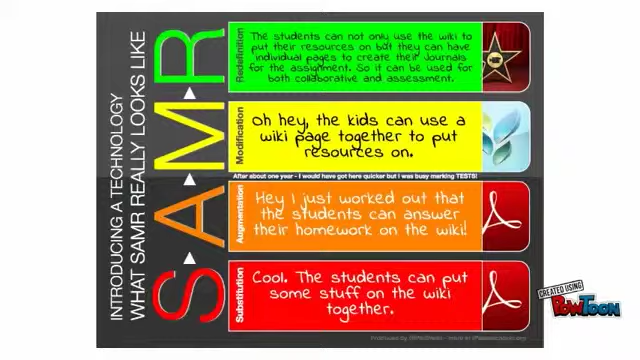 INTRODUCING A TECHNOLOGY
WHAT SAMR REALLY LOOKS LIKE
S A M R
Redefinition
The students can not only use the wiki to
put their resources on but they can have
individual pages to create their journals
for the assignment. So it can be used for
both collaborative and assessment.
Modification
Oh hey, the kids can use a
wiki page together to put
resources on.
After about one year - I would have got here quicker but I was busy marking TESTS!
Augmentation
Hey I just worked out that
the students can answer
their homework on the wiki!
Substitution
Cool. The students can put
some stuff on the wiki
together.
CREATED USING
POWTOON